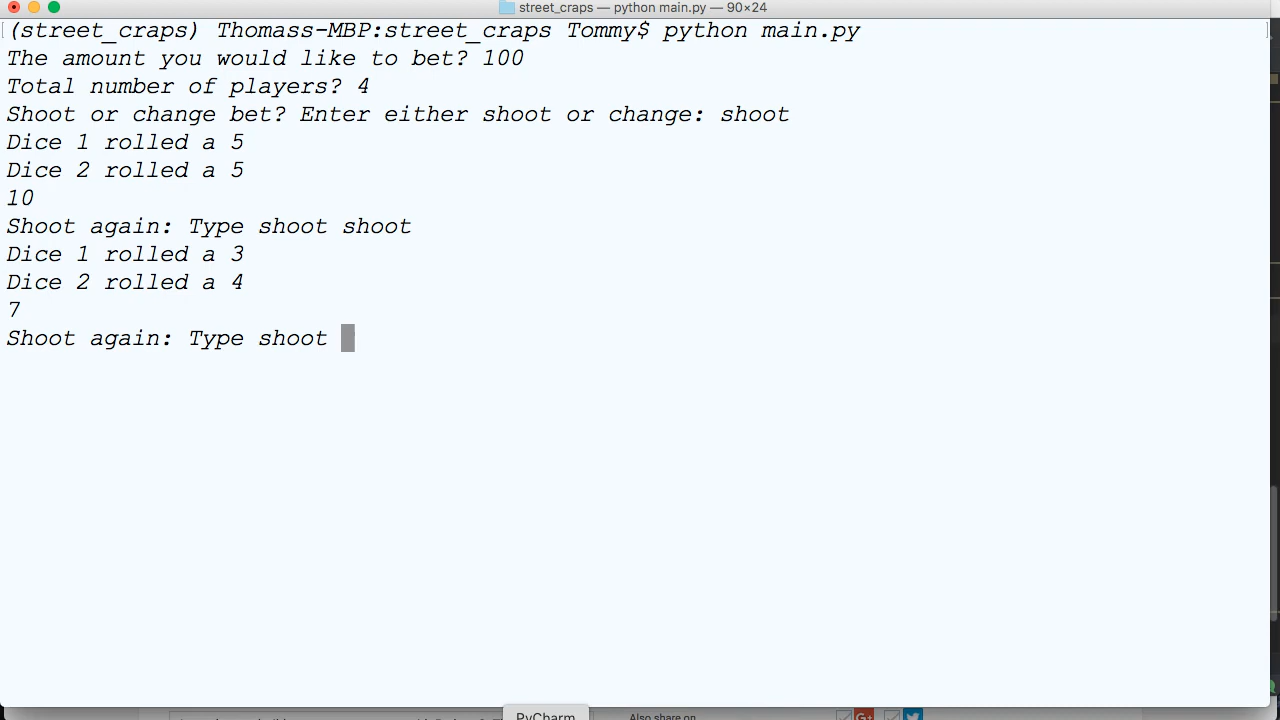 street_craps — python main.py — 90×24
(street_craps) Thomass-MBP:street_craps Tommy$ python main.py
The amount you would like to bet? 100
Total number of players? 4
Shoot or change bet? Enter either shoot or change: shoot
Dice 1 rolled a 5
Dice 2 rolled a 5
10
Shoot again: Type shoot shoot
Dice 1 rolled a 3
Dice 2 rolled a 4
7
Shoot again: Type shoot
PyCharm
Also share on